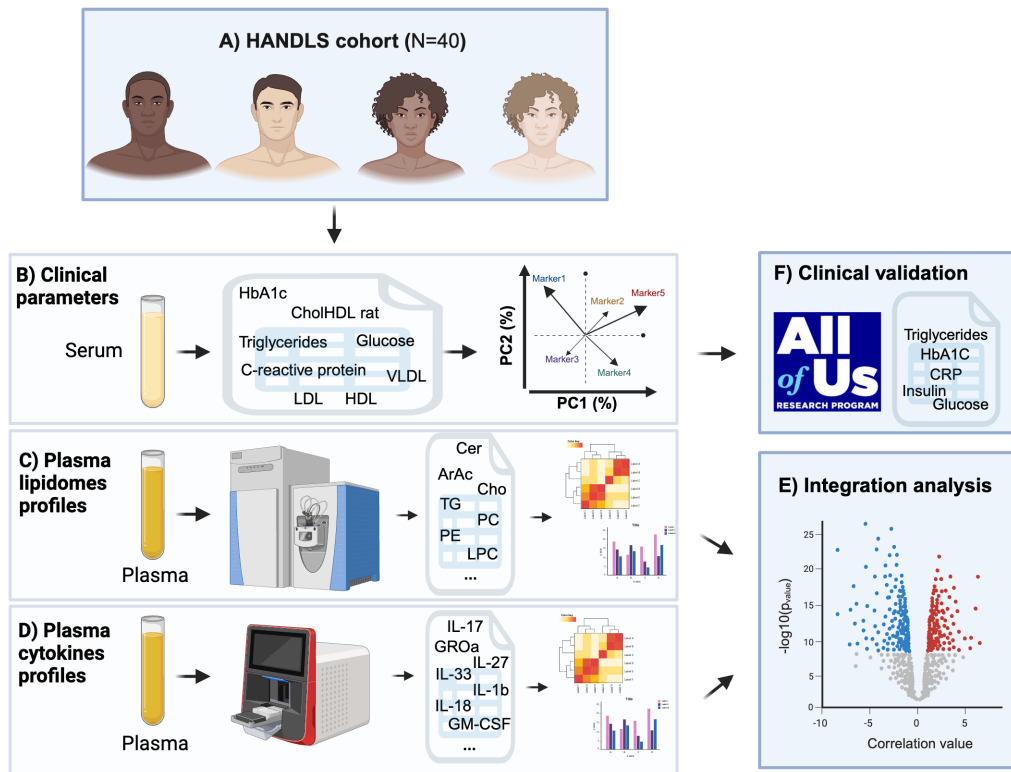 A) HANDLS cohort (N=40)
B) Clinical
parameters
Serum
HbA1c
CholHDL rat
Triglycerides
Glucose
C-reactive protein
VLDL
LDL
HDL
PC2 (%)
Marker1
Marker2
Marker5
Marker3
Marker4
PC1 (%)
F) Clinical validation
All
of Us
RESEARCH PROGRAM
Triglycerides
HbA1C
CRP
Insulin
Glucose
C) Plasma
lipidomes
profiles
Plasma
Cer
ArAc
Cho
TG
PC
PE
LPC
...
Title
D) Plasma
cytokines
profiles
Plasma
IL-17
GROa
IL-27
IL-33
IL-1b
IL-18
GM-CSF
...
Title
E) Integration analysis
-log10(pvalue)
25
20
15
10
5
0
-10
-5
0
5
Correlation value